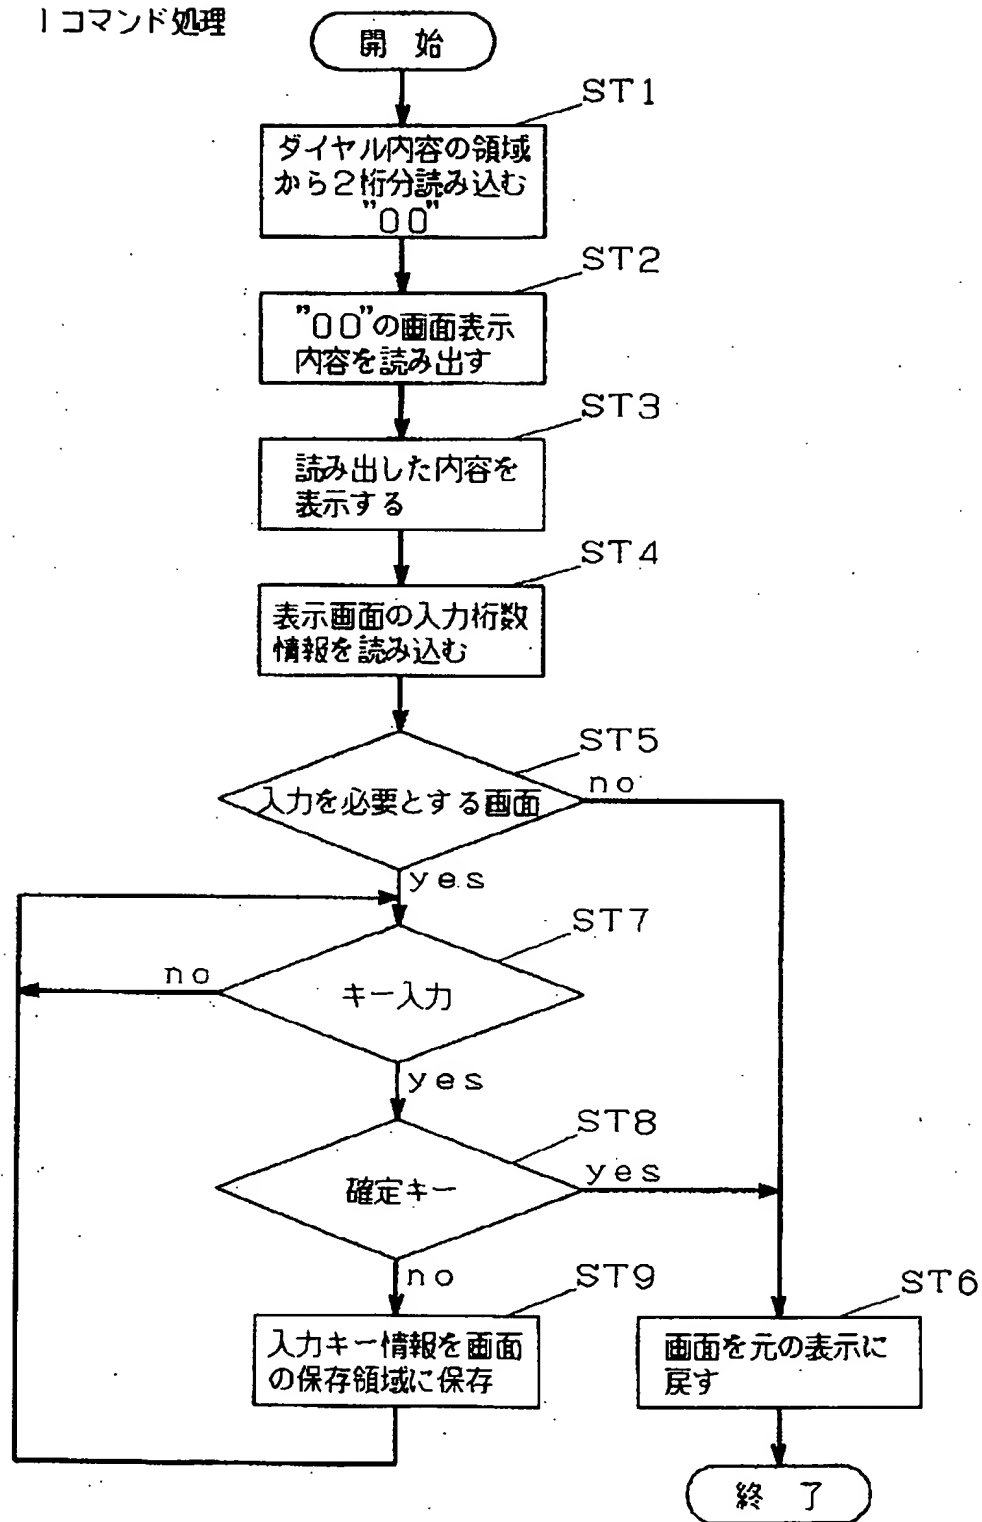 Iコマンド処理
開 始
ST1
ダイヤル内容の領域
から2桁分読み込む
"00"
ST2
"00"の画面表示
内容を読み出す
ST3
読み出した内容を
表示する
ST4
表示画面の入力桁数
情報を読み込む
ST5
入力を必要とする画面
no
yes
ST7
キー入力
no
yes
ST8
確定キー
yes
no
ST9
入力キー情報を画面
の保存領域に保存
ST6
画面を元の表示に
戻す
終 了